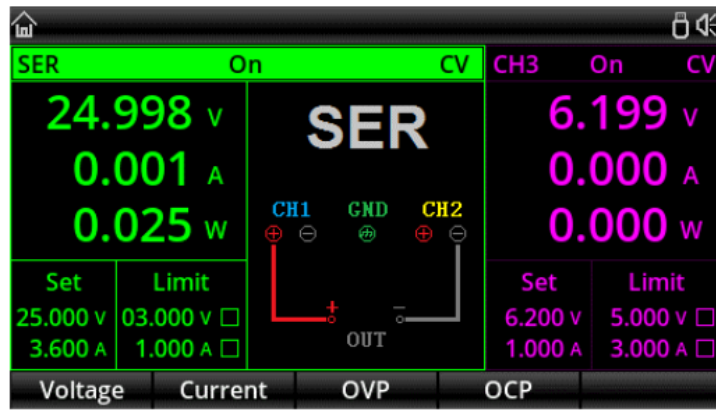 SER On CV CH3 On CV
24.998 V
0.001 A
0.025 W
SER
CH1 GND CH2
+ −
OUT
6.199 V
0.000 A
0.000 W
Set Limit
25.000 V 03.000 V
3.600 A 1.000 A
Set Limit
6.200 V 5.000 V
1.000 A 3.000 A
Voltage Current OVP OCP